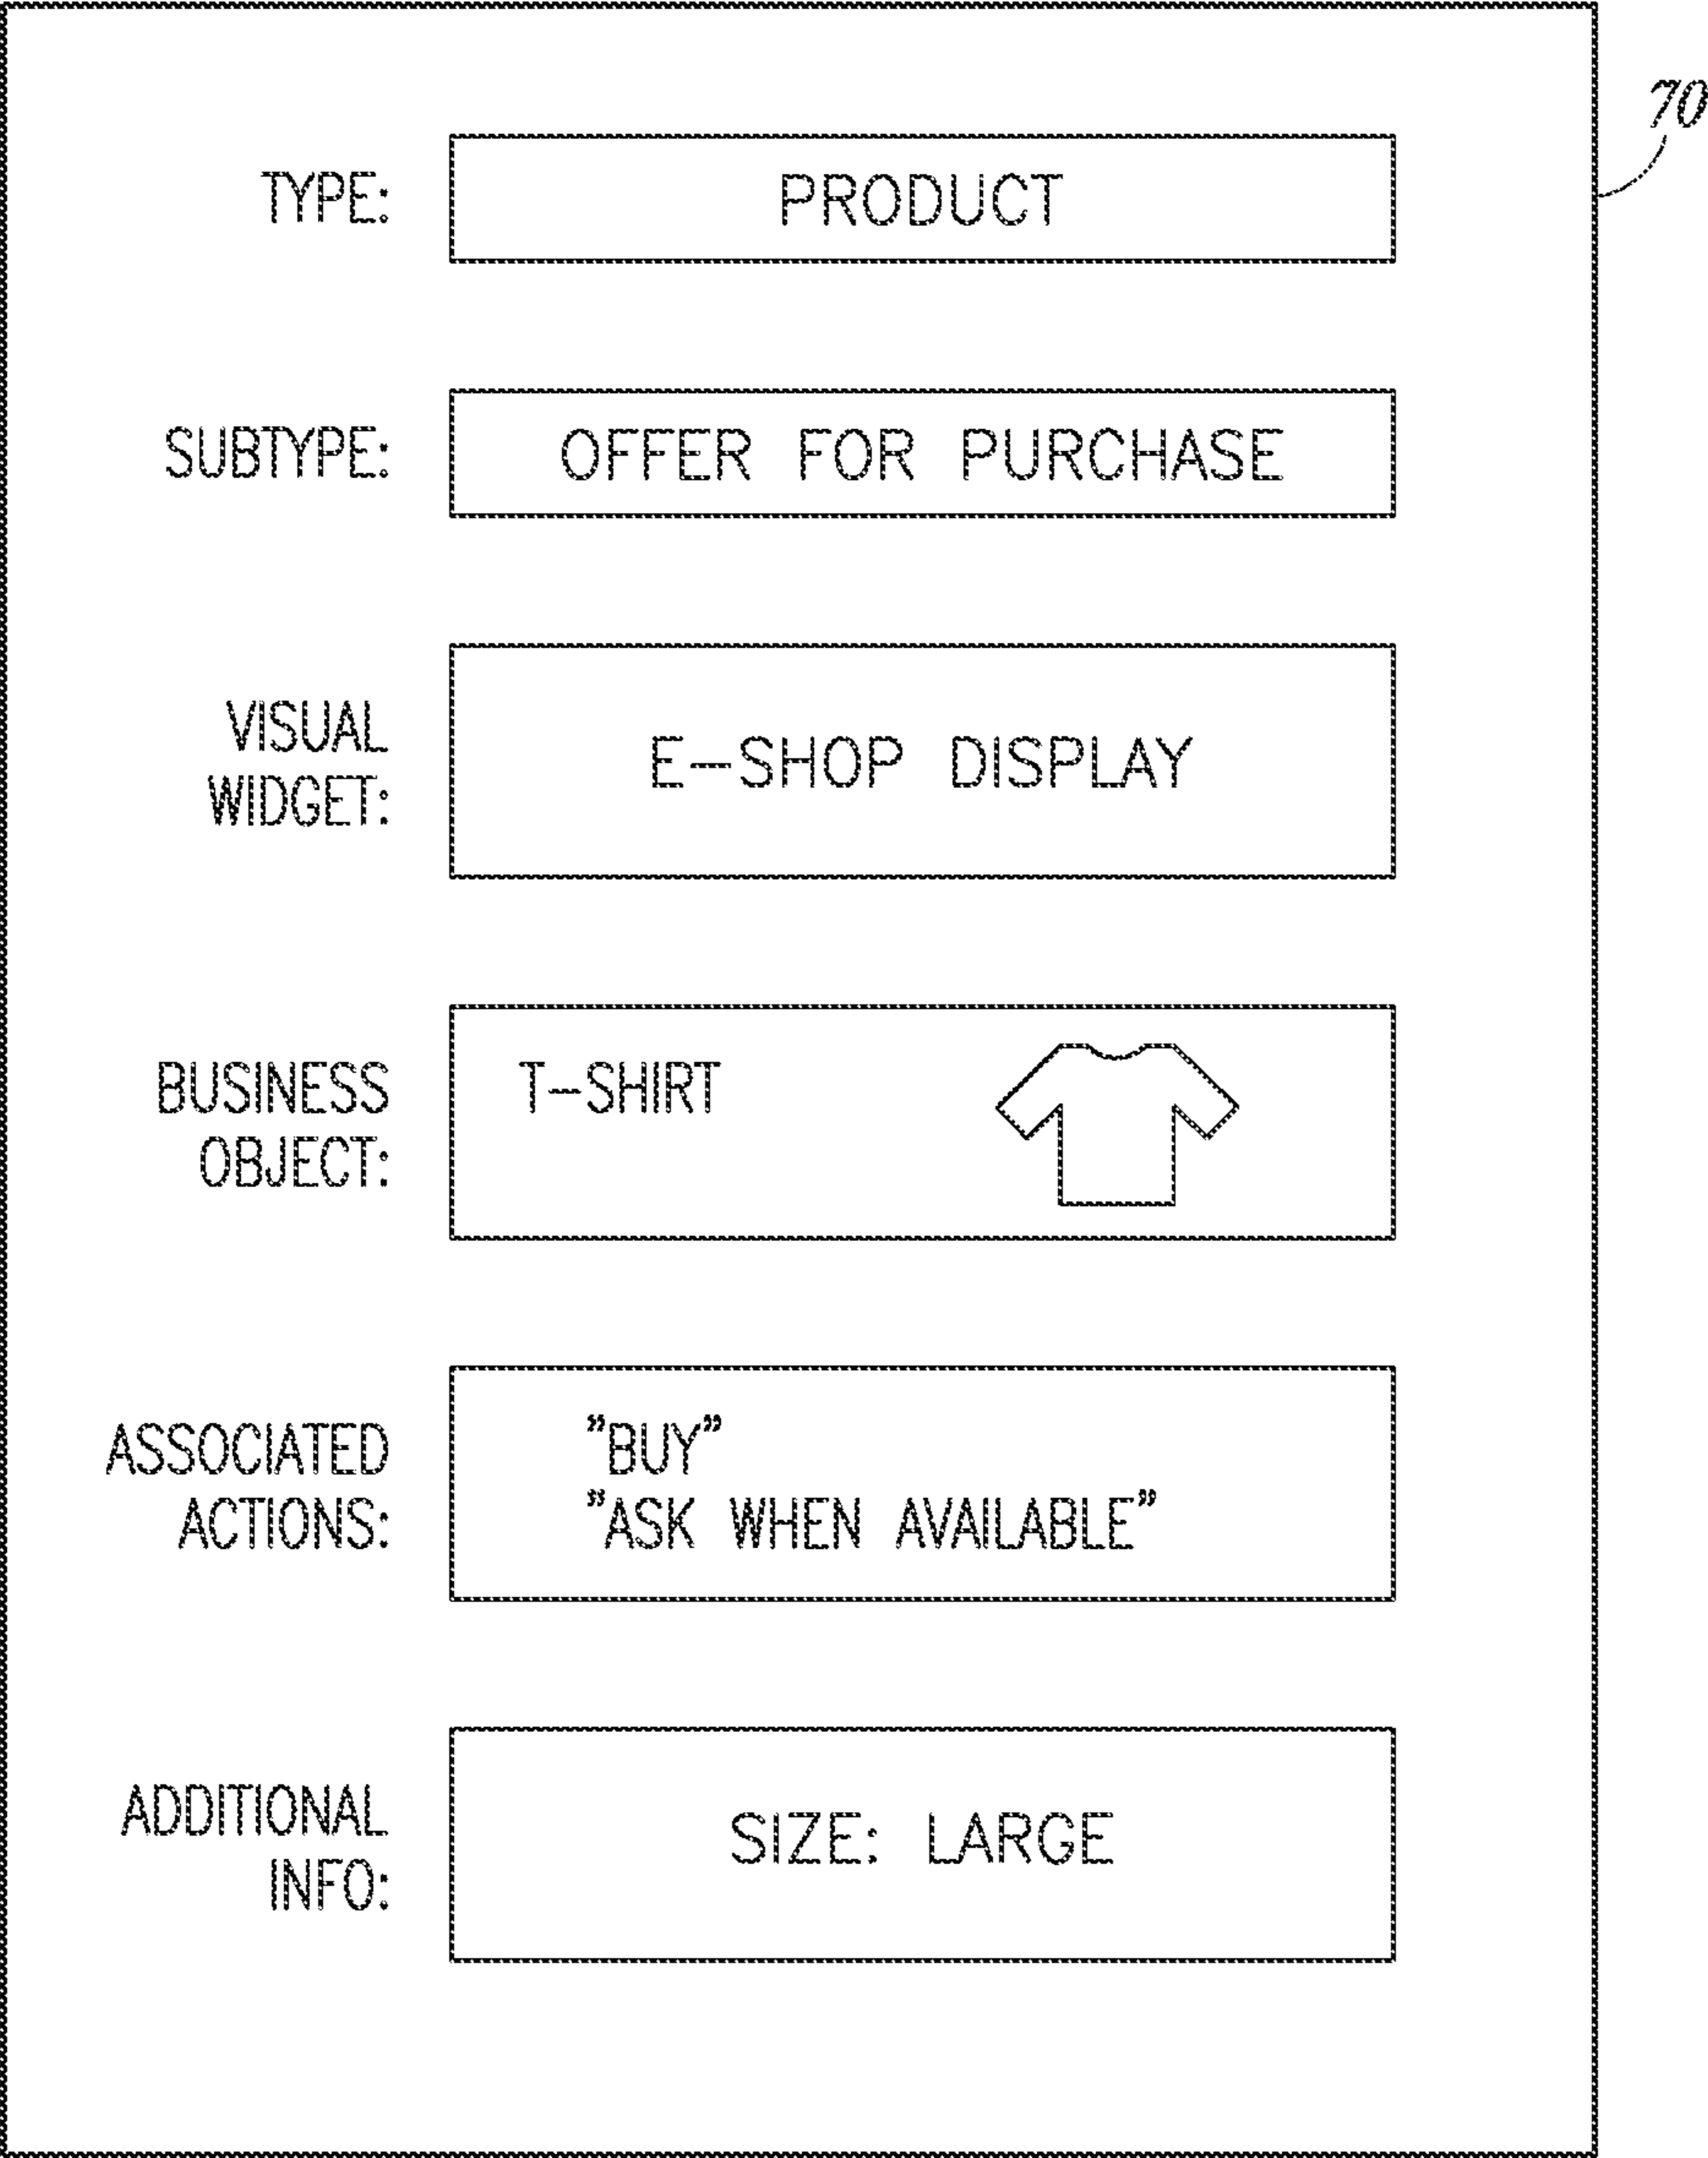 70
TYPE: PRODUCT
SUBTYPE: OFFER FOR PURCHASE
VISUAL
WIDGET:
E-SHOP DISPLAY
BUSINESS
OBJECT:
T-SHIRT
ASSOCIATED
ACTIONS:
"BUY"
"ASK WHEN AVAILABLE"
ADDITIONAL
INFO:
SIZE: LARGE